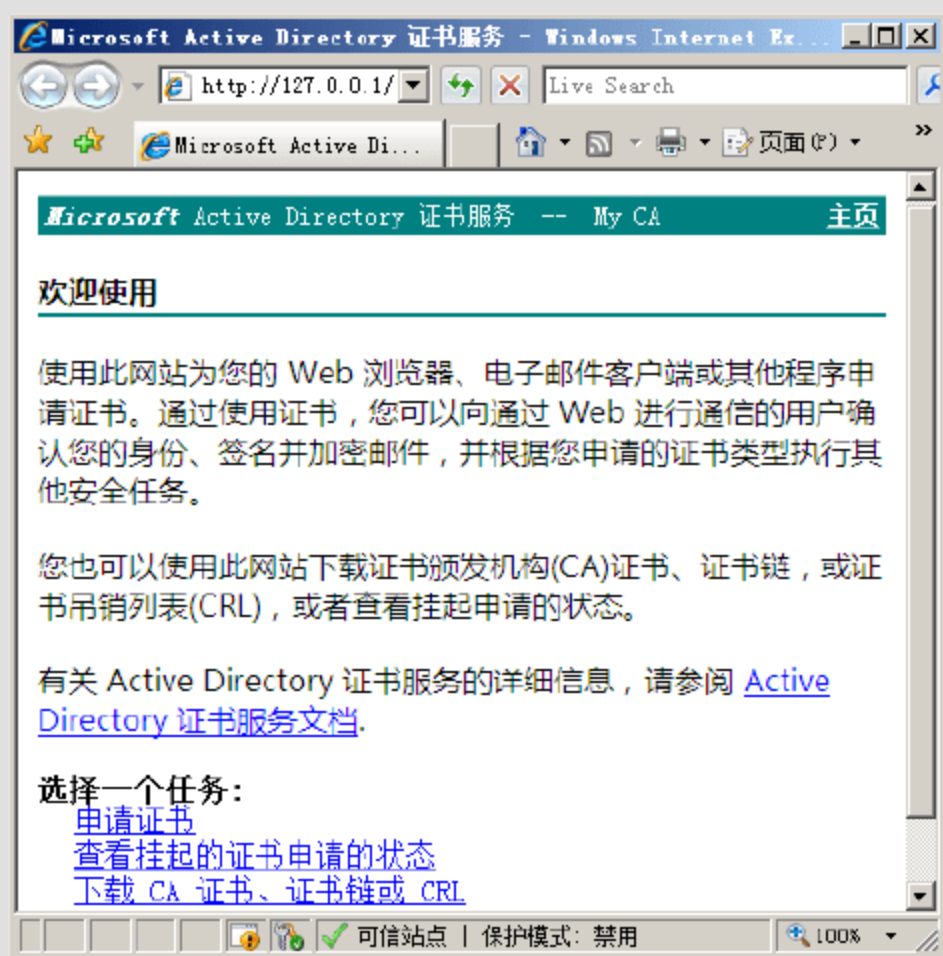 Microsoft Active Directory 证书服务 - Windows Internet Ex...
http://127.0.0.1/
Live Search
Microsoft Active Di...
页面(P)
»
Microsoft Active Directory 证书服务 -- My CA
主页
欢迎使用
使用此网站为您的 Web 浏览器、电子邮件客户端或其他程序申
请证书。通过使用证书，您可以向通过 Web 进行通信的用户确
认您的身份、签名并加密邮件，并根据您申请的证书类型执行其
他安全任务。
您也可以使用此网站下载证书颁发机构(CA)证书、证书链，或证
书吊销列表(CRL)，或者查看挂起申请的状态。
有关 Active Directory 证书服务的详细信息，请参阅 Active
Directory 证书服务文档.
选择一个任务:
申请证书
查看挂起的证书申请的状态
下载 CA 证书、证书链或 CRL
可信站点 | 保护模式: 禁用
100%